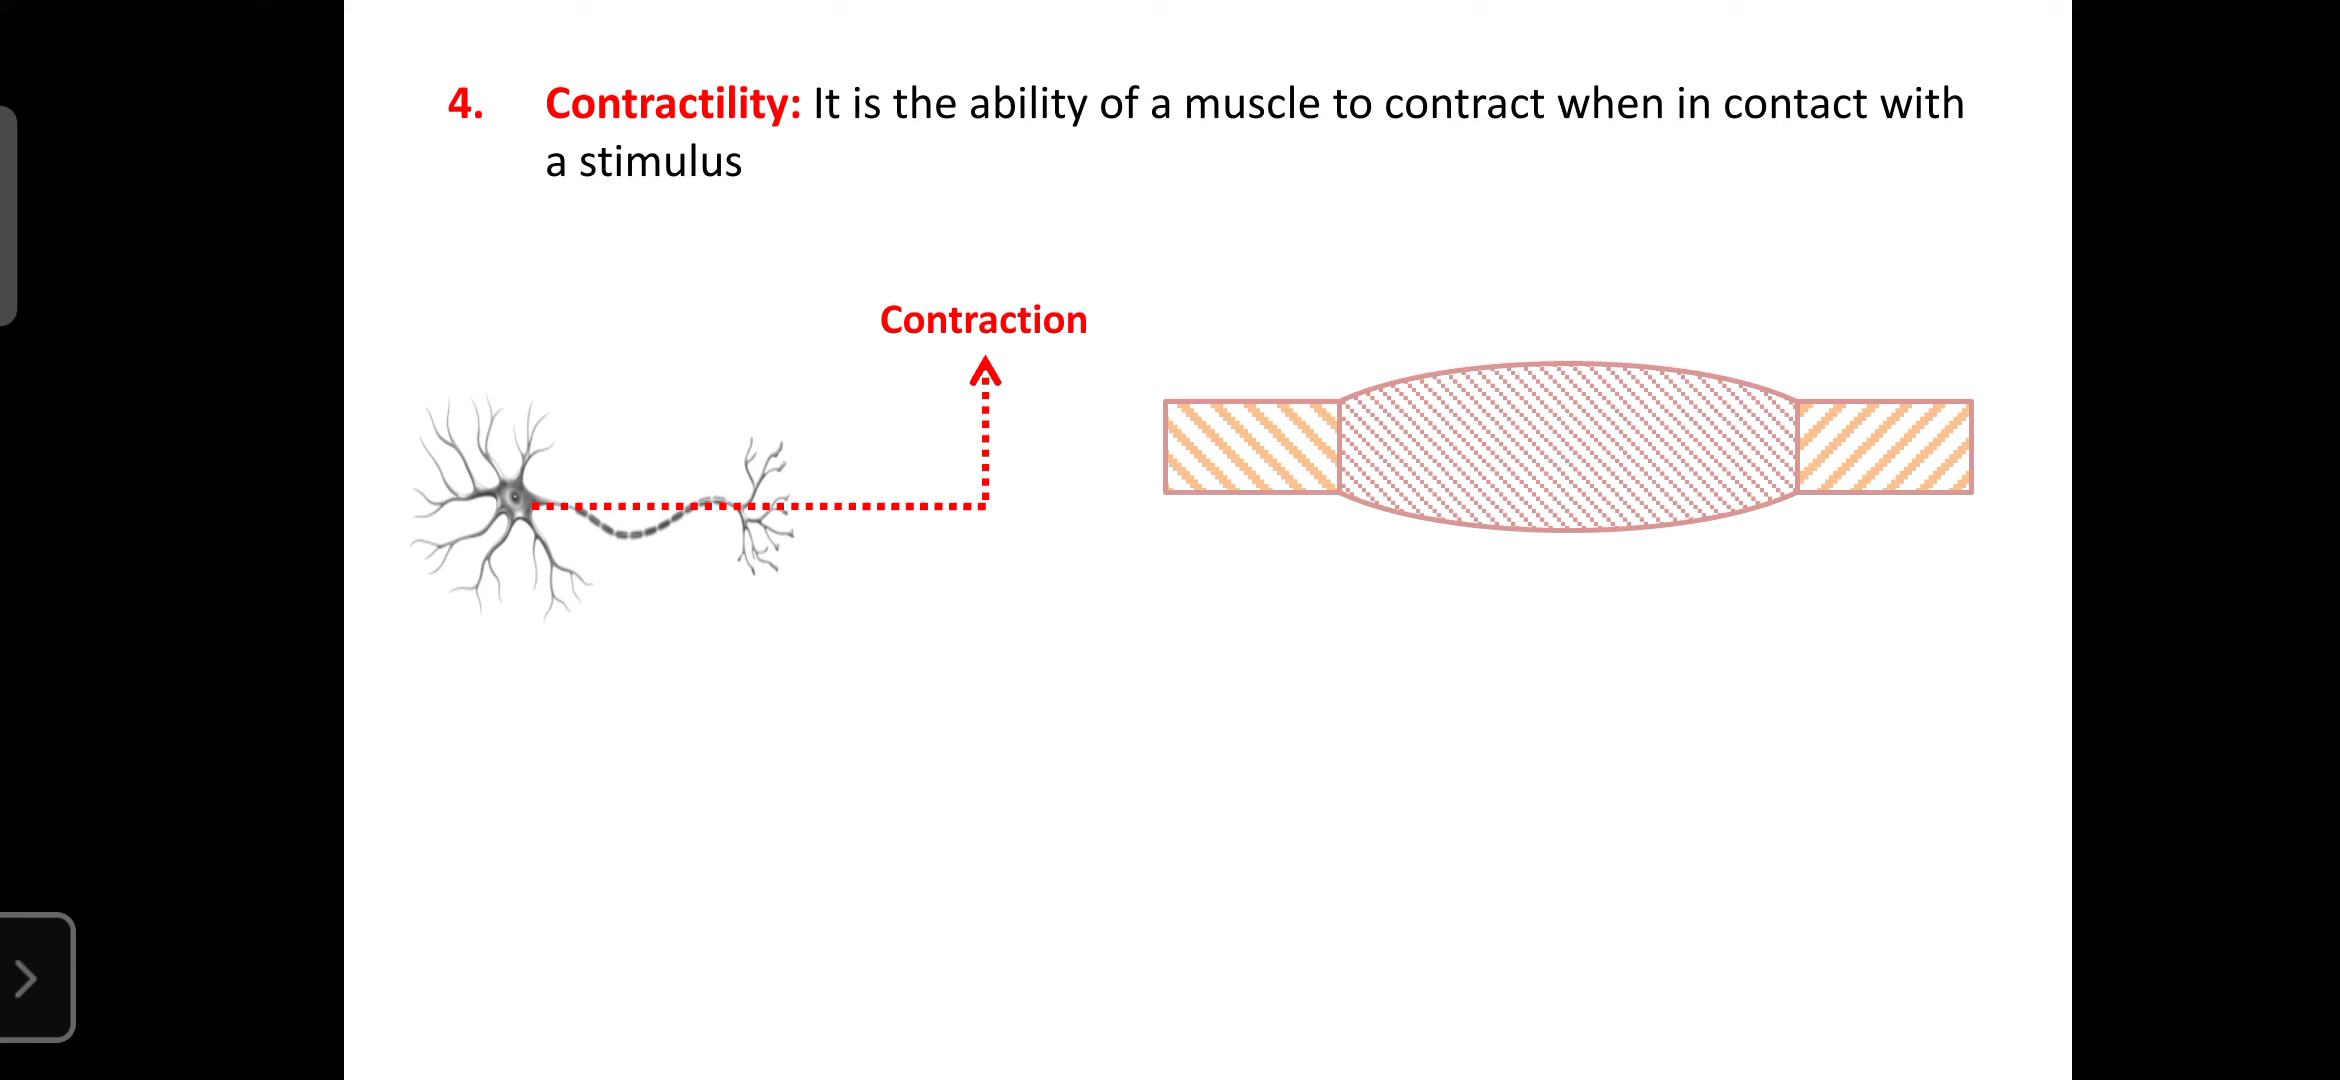 4. Contractility: It is the ability of a muscle to contract when in contact with
a stimulus
Contraction